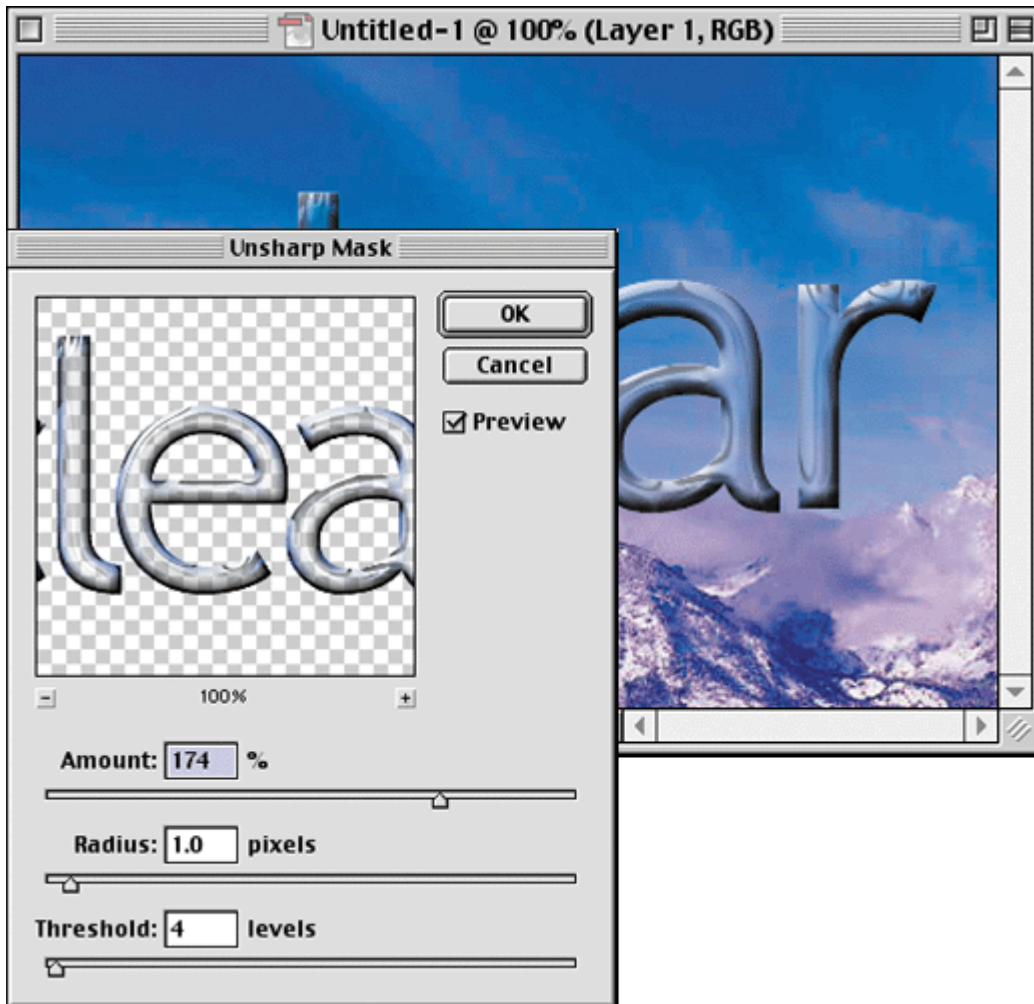 Untitled-1 @ 100% (Layer 1, RGB)
ar
Unsharp Mask
lea
OK
Cancel
Preview
100%
Amount: 174 %
Radius: 1.0 pixels
Threshold: 4 levels